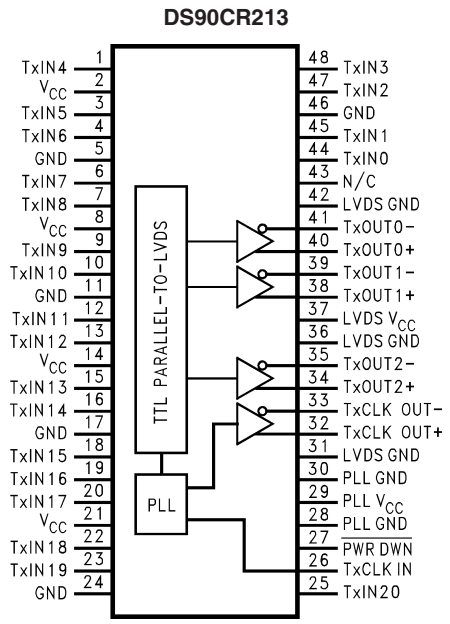 DS90CR213
TxIN4 1 48 TxIN3
VCC 2 47 TxIN2
TxIN5 3 46 GND
TxIN6 4 45 TxIN1
GND 5 44 TxIN0
TxIN7 6 43 N/C
TxIN8 7 42 LVDS GND
VCC 8 41 TxOUT0−
TxIN9 9 40 TxOUT0+
TxIN10 10 39 TxOUT1−
GND 11 38 TxOUT1+
TxIN11 12 37 LVDS VCC
TxIN12 13 36 LVDS GND
VCC 14 35 TxOUT2−
TxIN13 15 34 TxOUT2+
TxIN14 16 33 TxCLK OUT−
GND 17 32 TxCLK OUT+
TxIN15 18 31 LVDS GND
TxIN16 19 30 PLL GND
TxIN17 20 29 PLL VCC
VCC 21 28 PLL GND
TxIN18 22 27 PWR DWN
TxIN19 23 26 TxCLK IN
GND 24 25 TxIN20
TTL PARALLEL-TO-LVDS
PLL